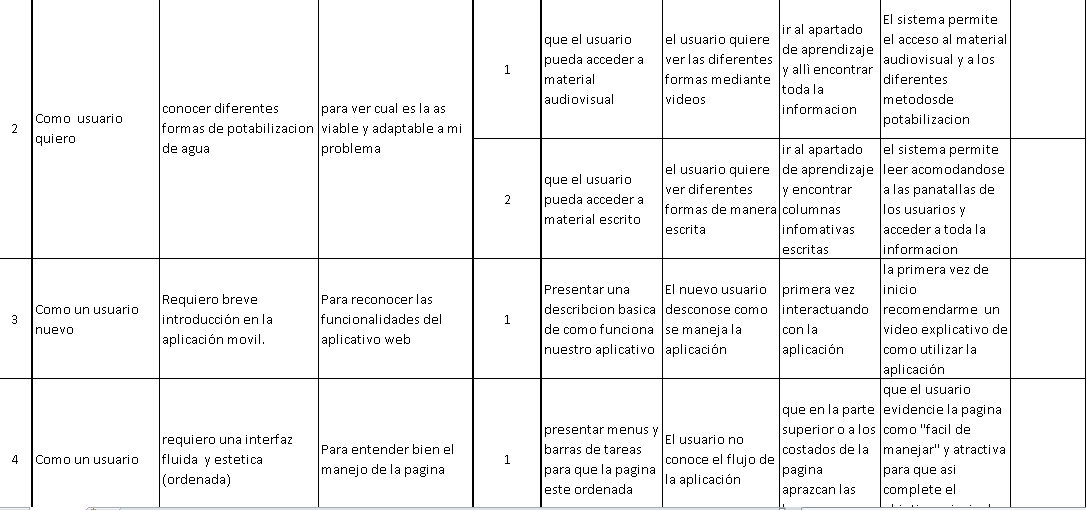 2
Como usuario
quiero
conocer diferentes
formas de potabilizacion
de agua
para ver cual es la as
viable y adaptable a mi
problema
1
que el usuario
pueda acceder a
material
audiovisual
el usuario quiere
ver las diferentes
formas mediante
videos
ir al apartado
de aprendizaje
y allì encontrar
toda la
informacion
El sistema permite
el acceso al material
audiovisual y a los
diferentes
metodosde
potabilizacion
2
que el usuario
pueda acceder a
material escrito
el usuario quiere
ver diferentes
formas de manera
escrita
ir al apartado
de aprendizaje
y encontrar
columnas
infomativas
escritas
el sistema permite
leer acomodandose
a las panatallas de
los usuarios y
acceder a toda la
informacion
3
Como un usuario
nuevo
Requiero breve
introducción en la
aplicación movil.
Para reconocer las
funcionalidades del
aplicativo web
1
Presentar una
describcion basica
de como funciona
nuestro aplicativo
El nuevo usuario
desconose como
se maneja la
aplicación
primera vez
interactuando
con la
aplicación
la primera vez de
inicio
recomendarme un
video explicativo de
como utilizar la
aplicación
4
Como un usuario
requiero una interfaz
fluida y estetica
(ordenada)
Para entender bien el
manejo de la pagina
1
presentar menus y
barras de tareas
para que la pagina
este ordenada
El usuario no
conoce el flujo de
la aplicación
que en la parte
superior o a los
costados de la
pagina
aprazcan las
que el usuario
evidencie la pagina
como "facil de
manejar" y atractiva
para que asi
complete el